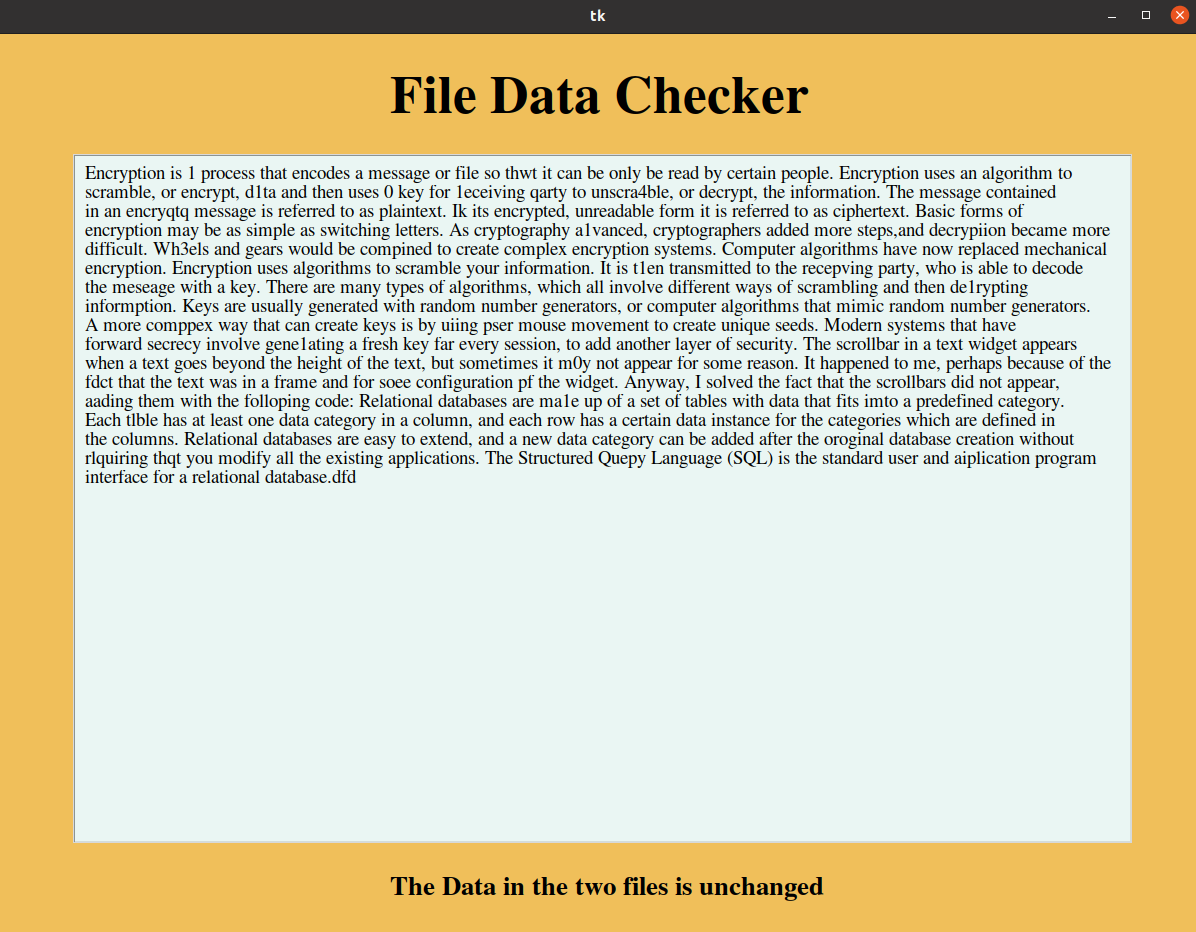 tk
File Data Checker
Encryption is 1 process that encodes a message or file so thwt it can be only be read by certain people. Encryption uses an algorithm to
scramble, or encrypt, d1ta and then uses 0 key for 1eceiving qarty to unscra4ble, or decrypt, the information. The message contained
in an encryqtq message is referred to as plaintext. Ik its encrypted, unreadable form it is referred to as ciphertext. Basic forms of
encryption may be as simple as switching letters. As cryptography a1vanced, cryptographers added more steps,and decrypiion became more
difficult. Wh3els and gears would be compined to create complex encryption systems. Computer algorithms have now replaced mechanical
encryption. Encryption uses algorithms to scramble your information. It is t1en transmitted to the recepving party, who is able to decode
the meseage with a key. There are many types of algorithms, which all involve different ways of scrambling and then de1rypting
informption. Keys are usually generated with random number generators, or computer algorithms that mimic random number generators.
A more comppex way that can create keys is by uiing pser mouse movement to create unique seeds. Modern systems that have
forward secrecy involve gene1ating a fresh key far every session, to add another layer of security. The scrollbar in a text widget appears
when a text goes beyond the height of the text, but sometimes it m0y not appear for some reason. It happened to me, perhaps because of the
fdct that the text was in a frame and for soee configuration pf the widget. Anyway, I solved the fact that the scrollbars did not appear,
aading them with the folloping code: Relational databases are ma1e up of a set of tables with data that fits imto a predefined category.
Each tlble has at least one data category in a column, and each row has a certain data instance for the categories which are defined in
the columns. Relational databases are easy to extend, and a new data category can be added after the oroginal database creation without
rlquiring thqt you modify all the existing applications. The Structured Quepy Language (SQL) is the standard user and aiplication program
interface for a relational database.dfd
The Data in the two files is unchanged